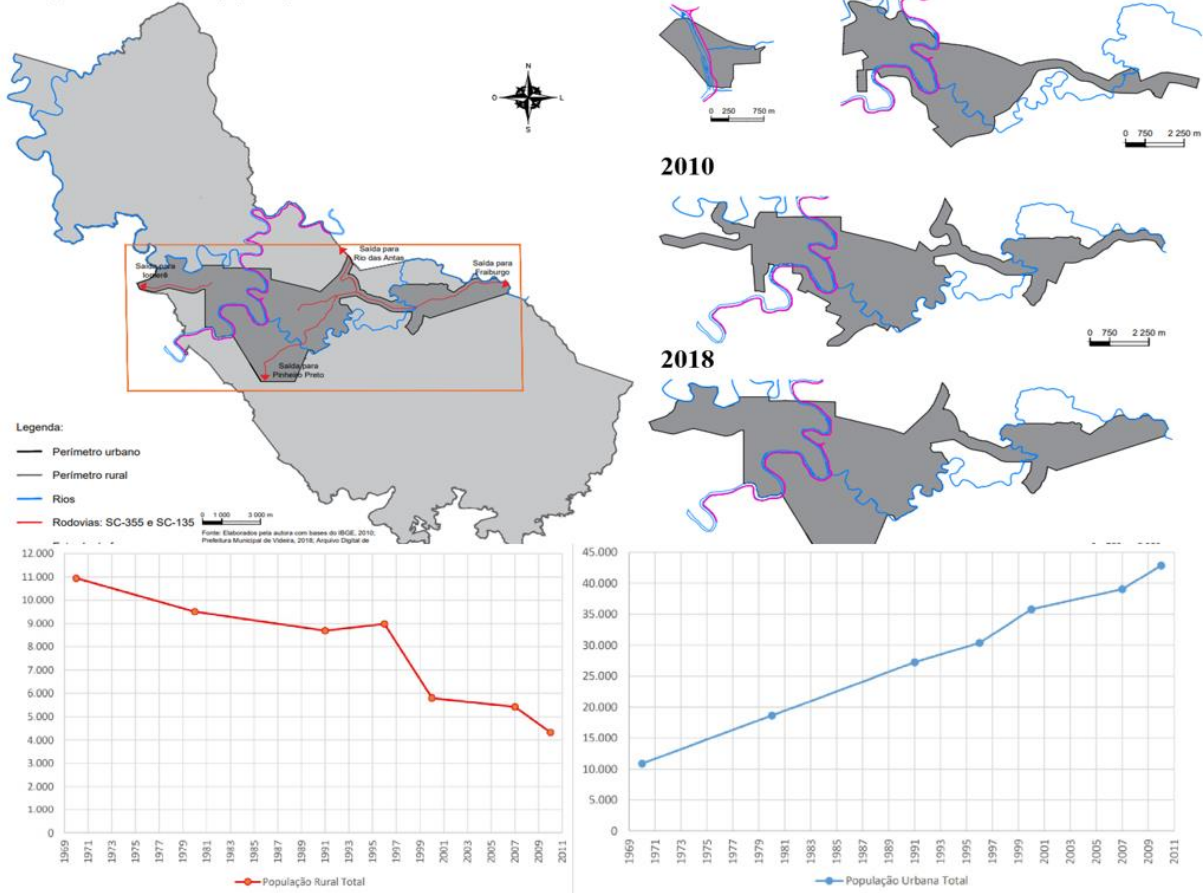 N
O
L
S
Saída para
Iomerê
Saída para
Rio das Antas
Saída para
Fraiburgo
Saída para
Pinheiro Preto
Legenda:
Perímetro urbano
Perímetro rural
Rios
Rodovias: SC-355 e SC-135
0 1 000 3 000 m
Fonte: Elaborados pela autora com bases do IBGE, 2010;
Prefeitura Municipal de Videira, 2018; Arquivo Digital de
0 250 750 m
0 750 2 250 m
2010
0 750 2 250 m
2018
12.000
11.000
10.000
9.000
8.000
7.000
6.000
5.000
4.000
3.000
2.000
1.000
0
1969 1971 1973 1975 1977 1979 1981 1983 1985 1987 1989 1991 1993 1995 1997 1999 2001 2003 2005 2007 2009 2011
População Rural Total
45.000
40.000
35.000
30.000
25.000
20.000
15.000
10.000
5.000
0
1969 1971 1973 1975 1977 1979 1981 1983 1985 1987 1989 1991 1993 1995 1997 1999 2001 2003 2005 2007 2009 2011
População Urbana Total